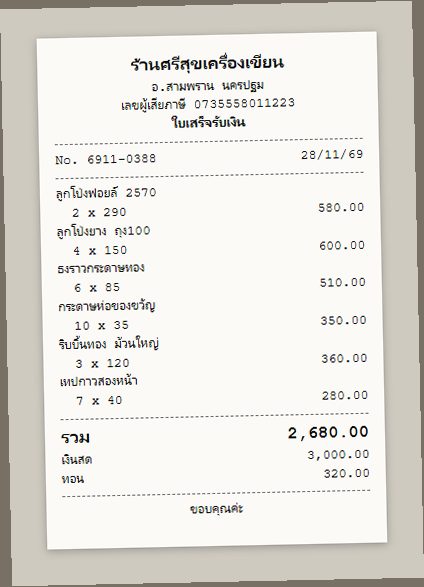 ร้านศรีสุขเครื่องเขียน
อ.สามพราน นครปฐม
เลขผู้เสียภาษี 0735558011223
ใบเสร็จรับเงิน
No. 6911-0388 28/11/69
ลูกโป่งฟอยล์ 2570
2 x 290 580.00
ลูกโป่งยาง ถุง100
4 x 150 600.00
ธงราวกระดาษทอง
6 x 85 510.00
กระดาษห่อของขวัญ
10 x 35 350.00
ริบบิ้นทอง ม้วนใหญ่
3 x 120 360.00
เทปกาวสองหน้า
7 x 40 280.00
รวม 2,680.00
เงินสด 3,000.00
ทอน 320.00
ขอบคุณค่ะ